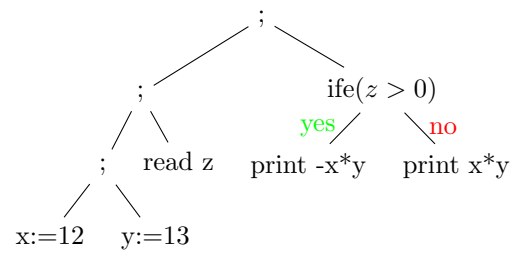 ;
; ife(z > 0)
yes no
; read z print -x*y print x*y
x:=12 y:=13